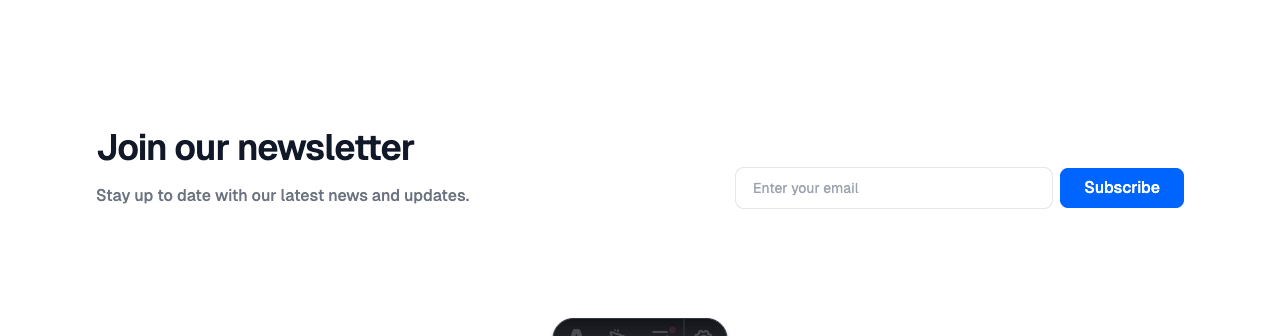 Join our newsletter
Stay up to date with our latest news and updates.
Enter your email
Subscribe